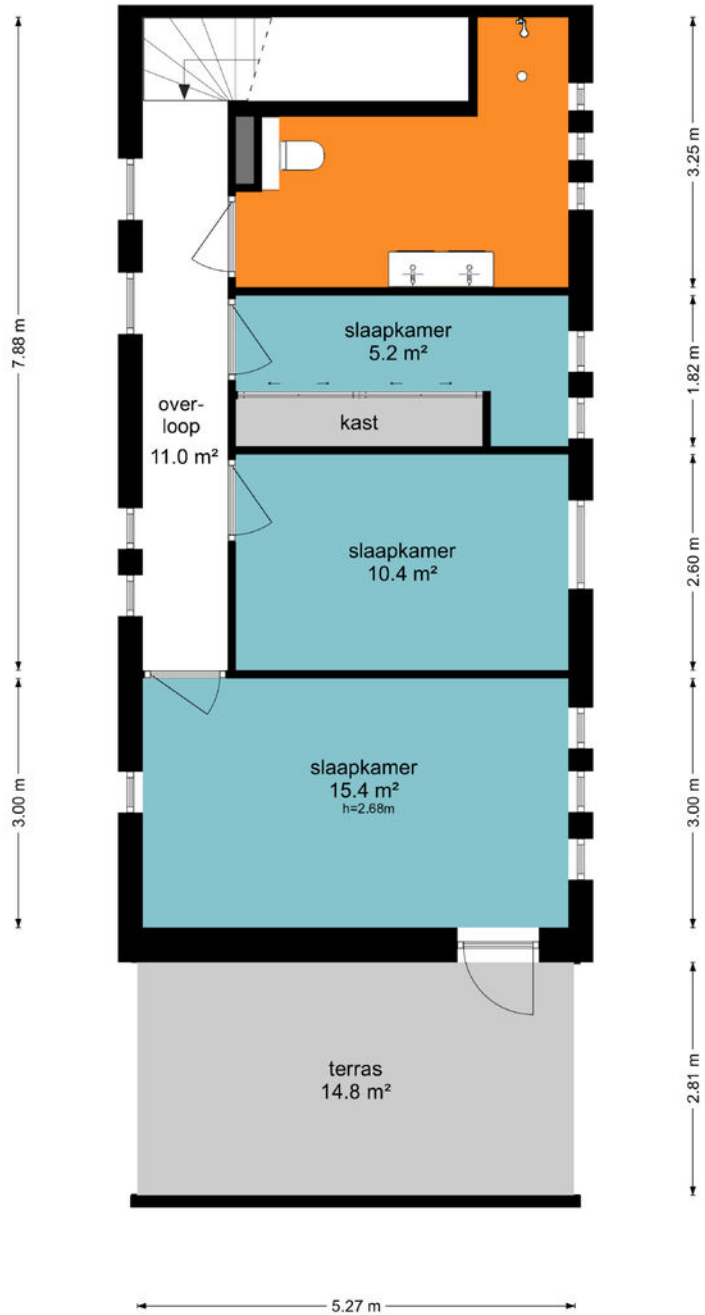 3.25 m
7.88 m
slaapkamer
5.2 m²
1.82 m
over-
loop
11.0 m²
kast
slaapkamer
10.4 m²
2.60 m
slaapkamer
15.4 m²
h=2.68m
3.00 m
3.00 m
terras
14.8 m²
2.81 m
5.27 m